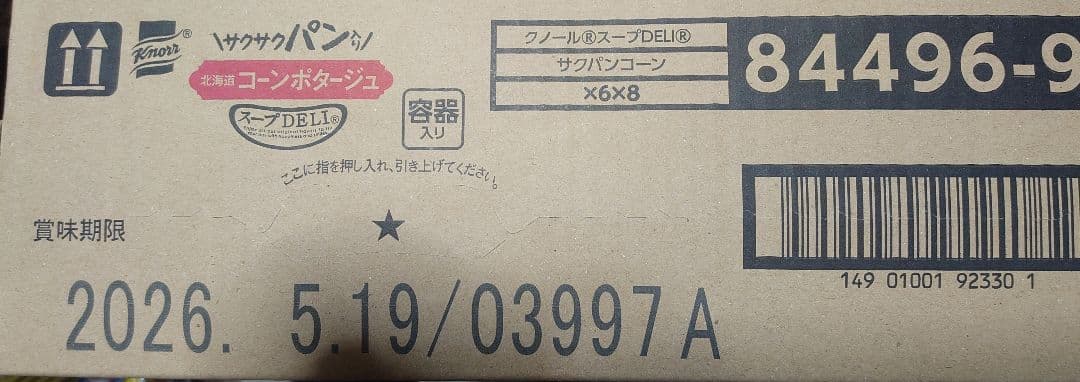 Knorr
サクサクパン入り
北海道 コーンポタージュ
スープDELI®
容器
入り
ここに指を押し入れ、引き上げてください。
クノール®スープDELI®
サクパンコーン
×6×8
84496-9
149 01001 92330 1
賞味期限 ★
2026. 5.19/03997A